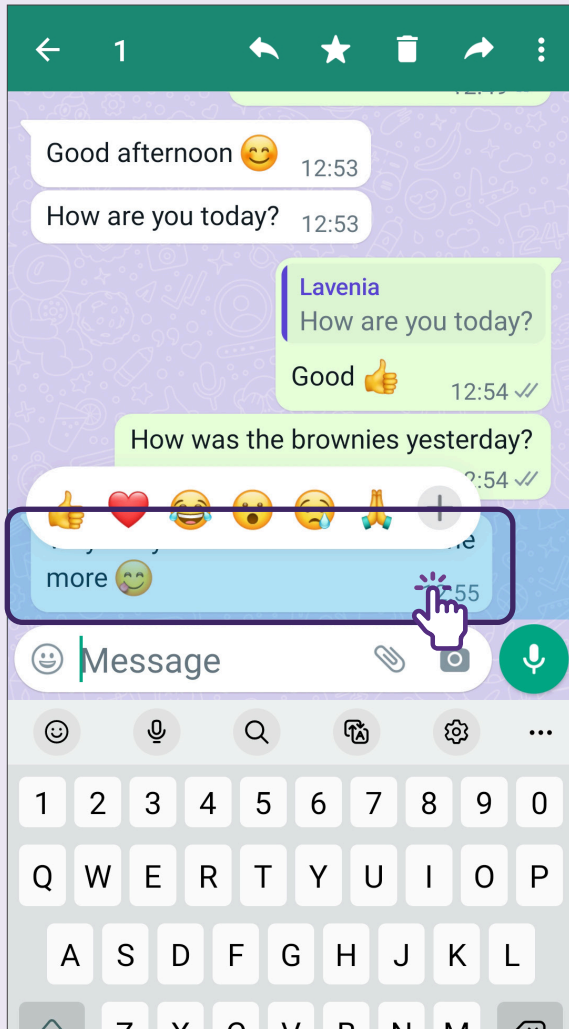 1
Good afternoon 😊 12:53
How are you today? 12:53
Lavenia
How are you today?
Good 👍 12:54
How was the brownies yesterday?
:54
more 😋 :55
Message
1 2 3 4 5 6 7 8 9 0
Q W E R T Y U I O P
A S D F G H J K L
Z X C V B N M